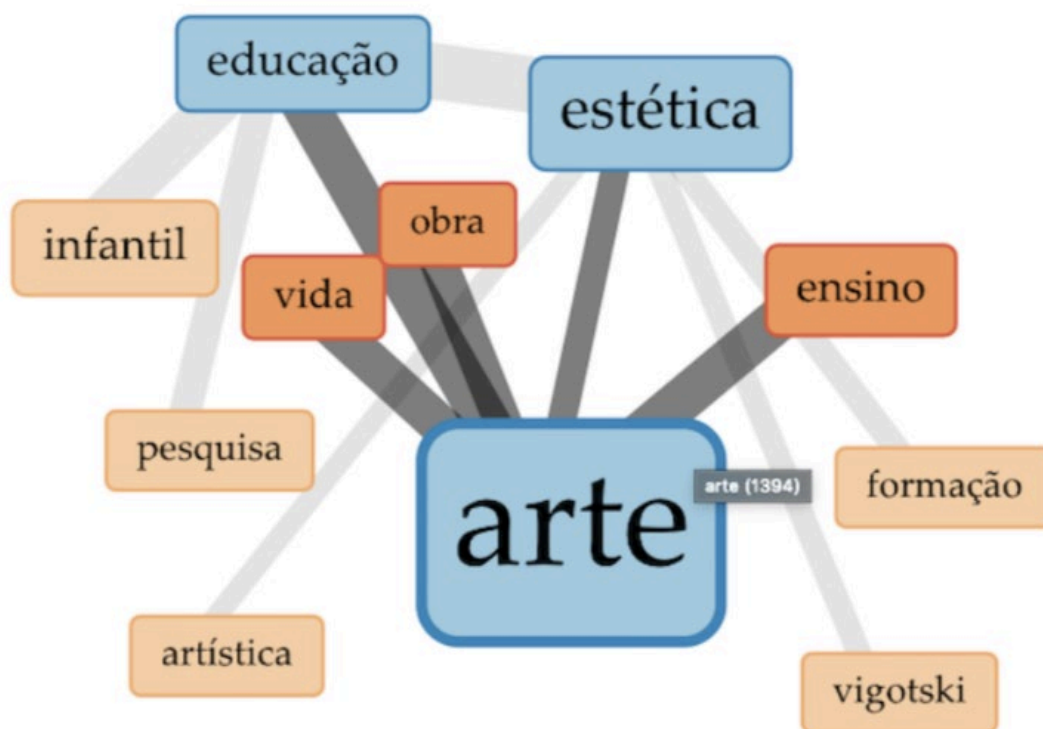 educação
estética
obra
infantil
vida
ensino
pesquisa
arte
arte (1394)
formação
artística
vigotski